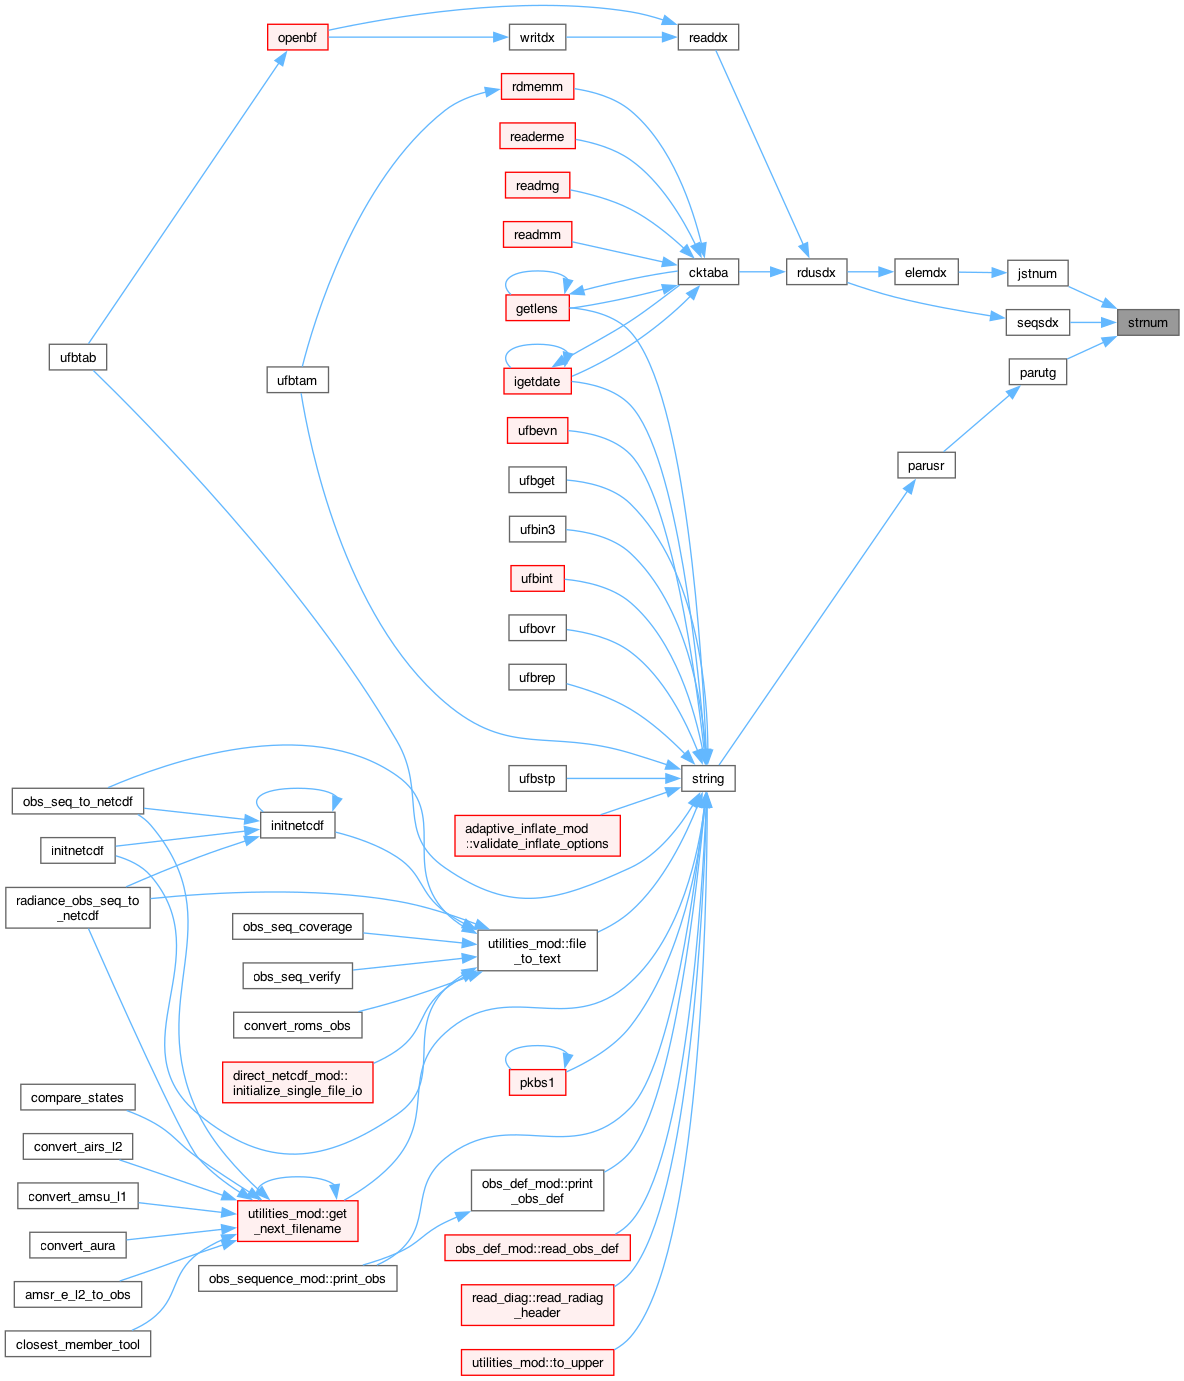 openbf
writdx
readdx
rdmemm
readerme
readmg
readmm
cktaba
rdusdx
elemdx
jstnum
getlens
seqsdx
strnum
ufbtab
ufbtam
igetdate
parutg
ufbevn
parusr
ufbget
ufbin3
ufbint
ufbovr
ufbrep
ufbstp
string
obs_seq_to_netcdf
initnetcdf
adaptive_inflate_mod
::validate_inflate_options
initnetcdf
radiance_obs_seq_to
_netcdf
obs_seq_coverage
utilities_mod::file
_to_text
obs_seq_verify
convert_roms_obs
direct_netcdf_mod::
initialize_single_file_io
pkbs1
compare_states
convert_airs_l2
convert_amsu_l1
obs_def_mod::print
_obs_def
utilities_mod::get
_next_filename
convert_aura
obs_def_mod::read_obs_def
obs_sequence_mod::print_obs
amsr_e_l2_to_obs
read_diag::read_radiag
_header
closest_member_tool
utilities_mod::to_upper